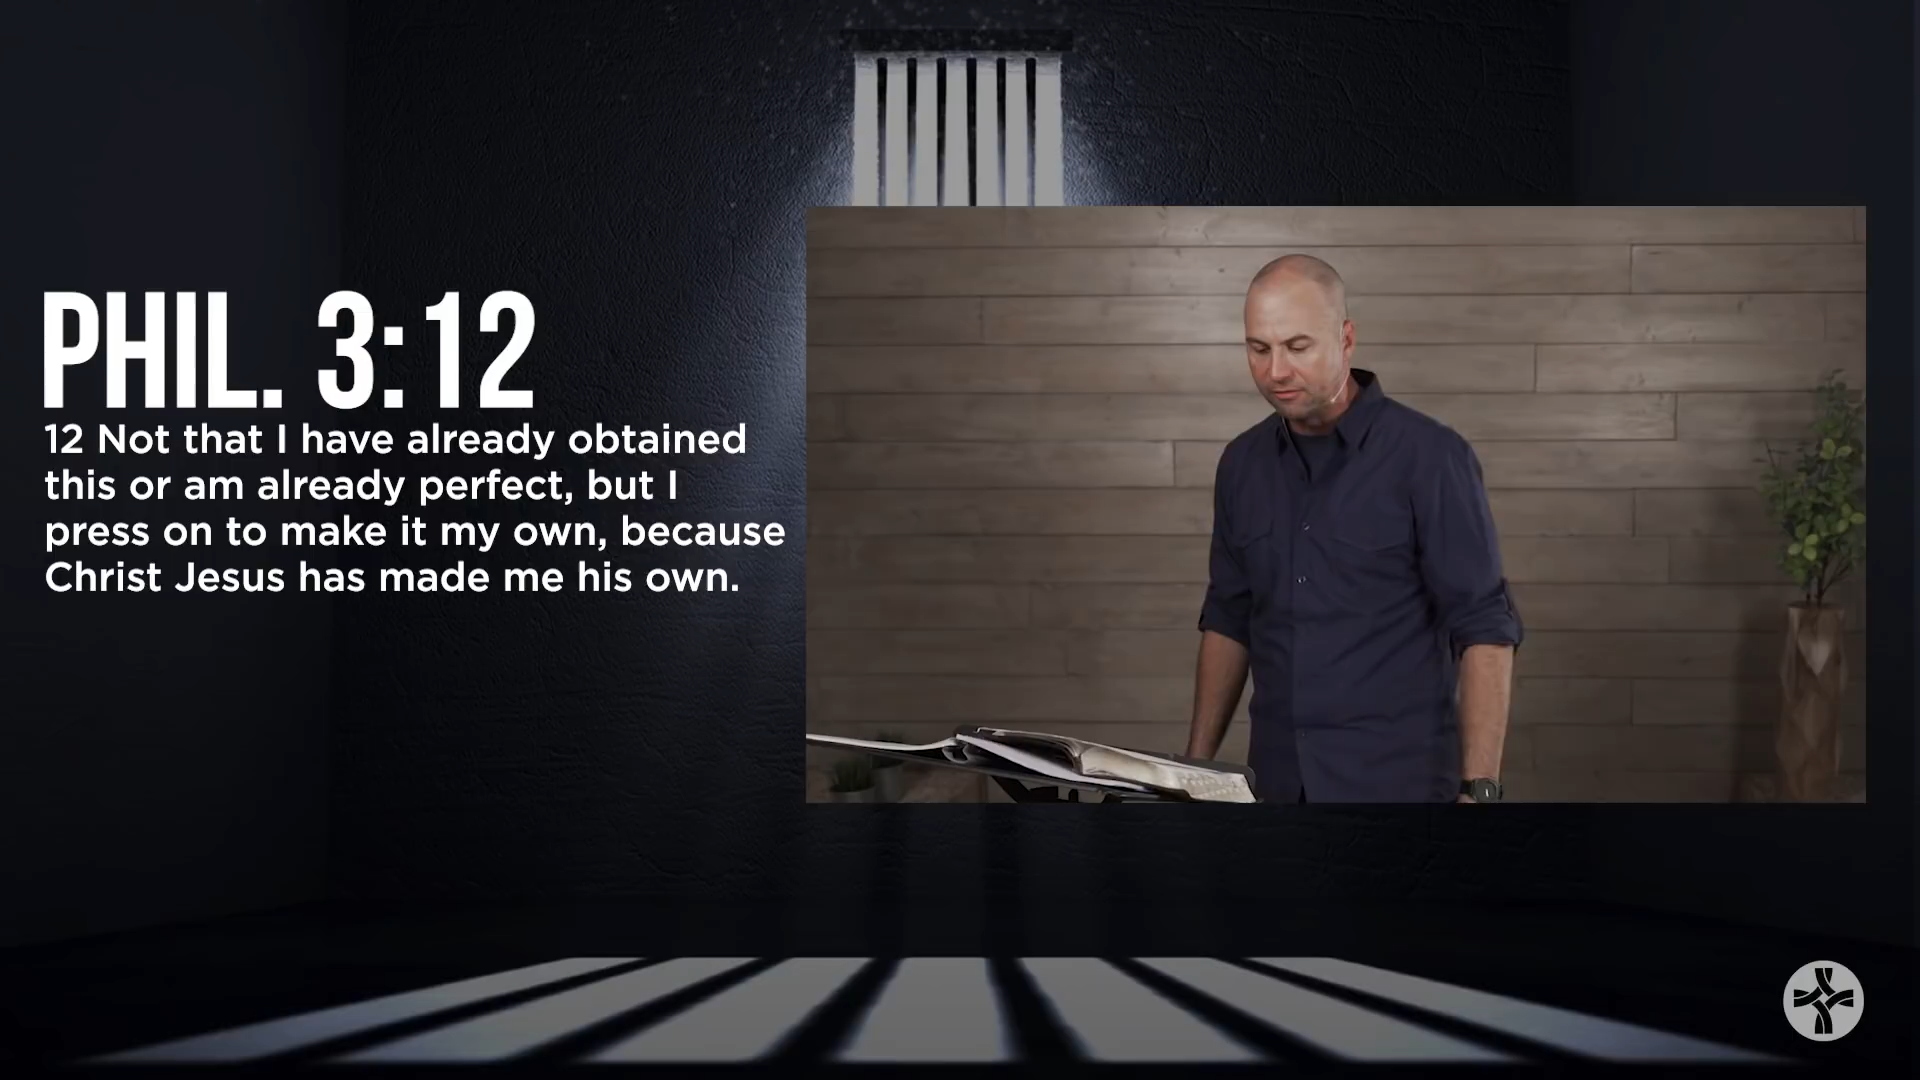 PHIL. 3:12
12 Not that I have already obtained
this or am already perfect, but I
press on to make it my own, because
Christ Jesus has made me his own.